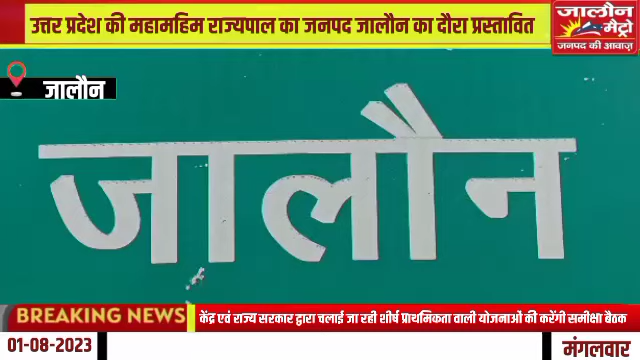 उत्तर प्रदेश की महामहिम राज्यपाल का जनपद जालौन का दौरा प्रस्तावित
जालौन
मैट्रो
जनपद की आवाज़
जालौन
जालौन
BREAKING NEWS
केंद्र एवं राज्य सरकार द्वारा चलाई जा रही शीर्ष प्राथमिकता वाली योजनाओं की करेंगी समीक्षा बैठक
01-08-2023
मंगलवार